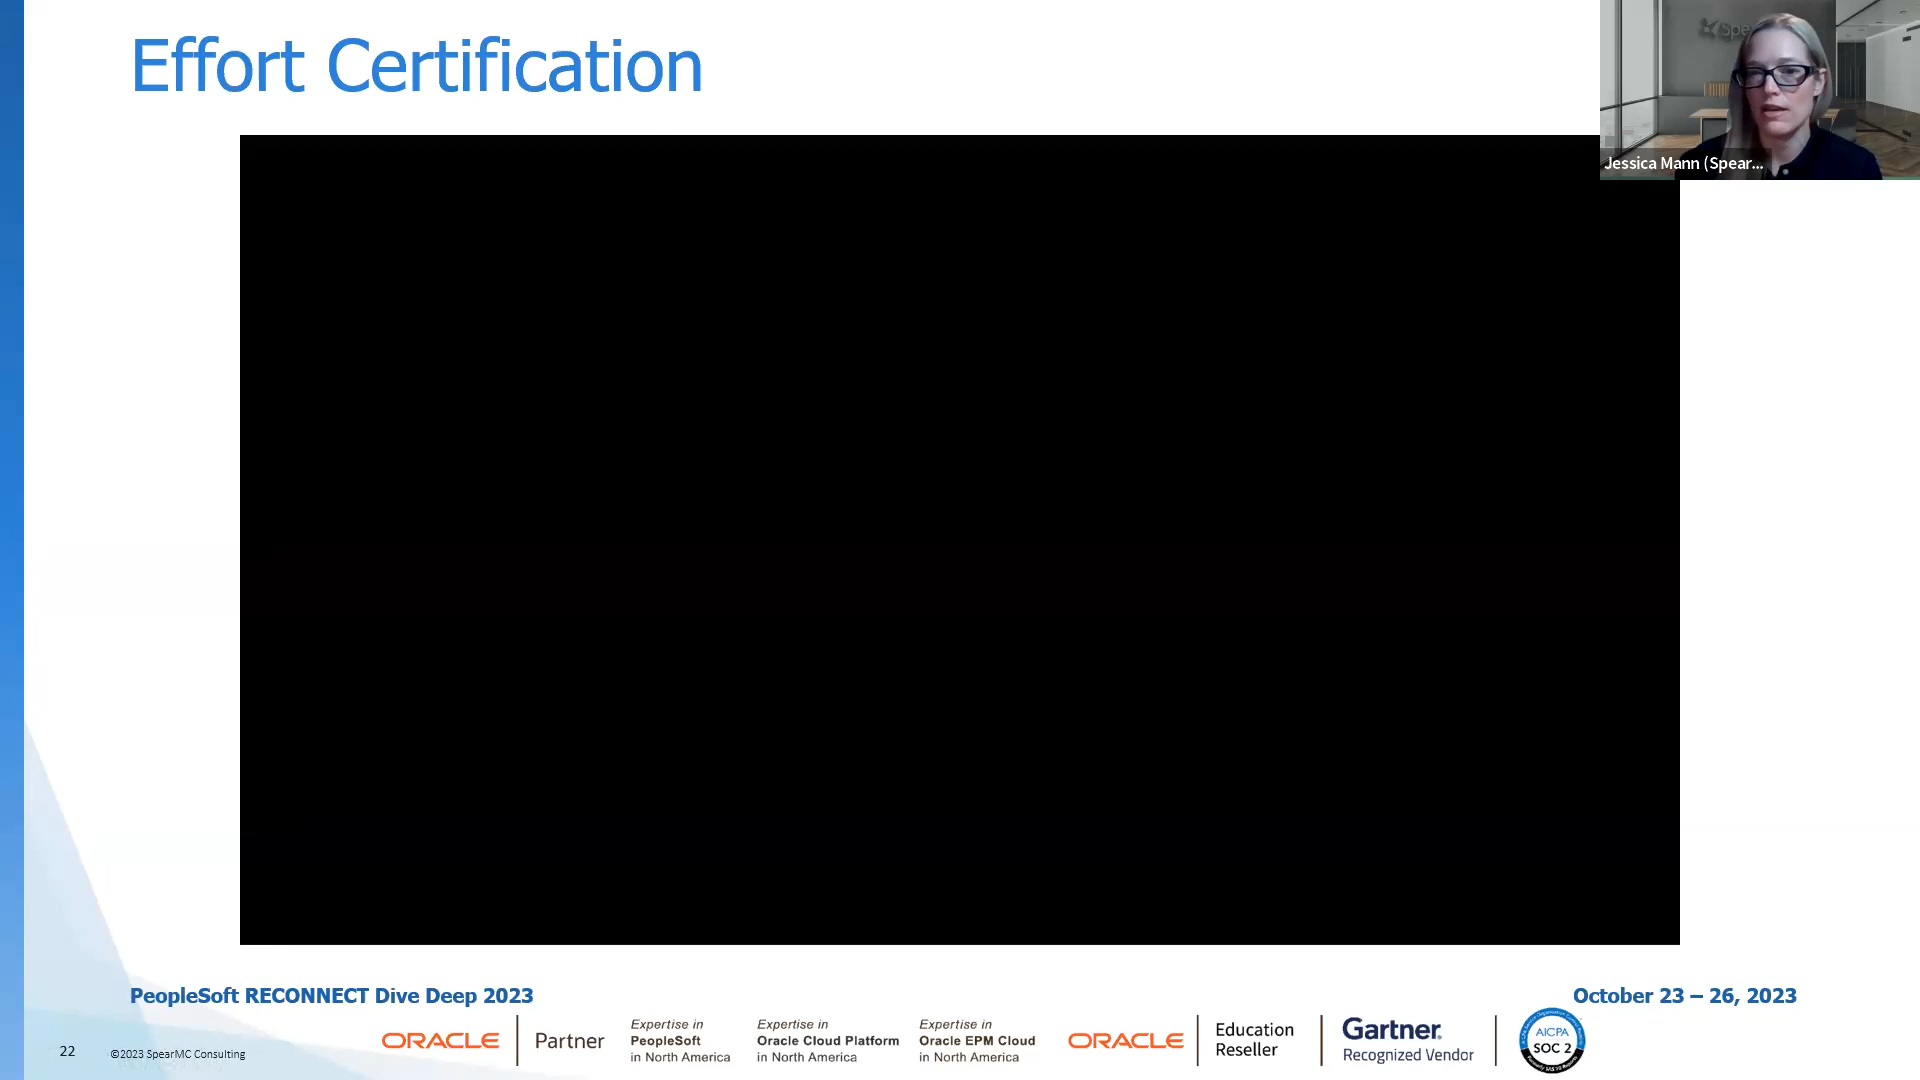 Effort Certification
Spe
Jessica Mann (Spear...
PeopleSoft RECONNECT Dive Deep 2023
October 23 – 26, 2023
22
©2023 SpearMC Consulting
ORACLE
Partner
Expertise in
PeopleSoft
in North America
Expertise in
Oracle Cloud Platform
in North America
Expertise in
Oracle EPM Cloud
in North America
ORACLE
Education
Reseller
Gartner
Recognized Vendor
AICPA
SOC 2